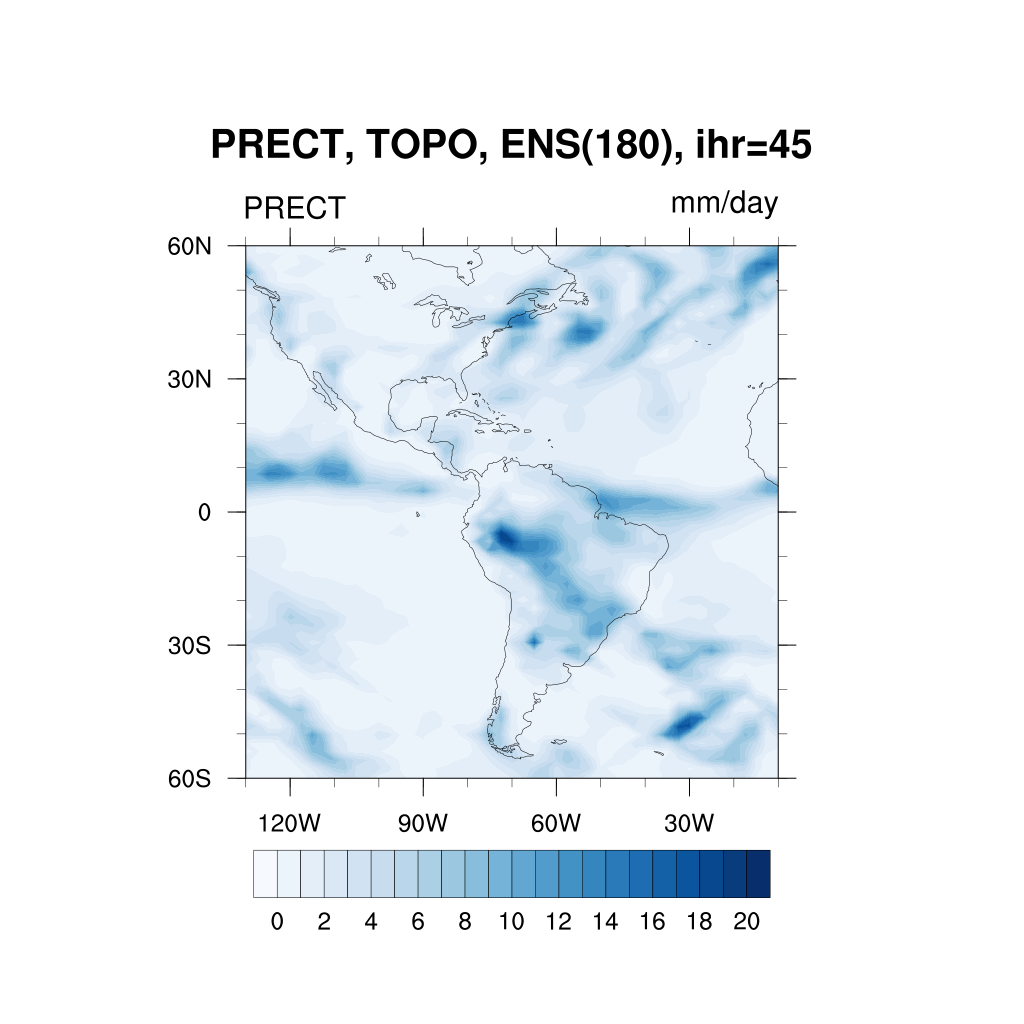 PRECT, TOPO, ENS(180), ihr=45
PRECT mm/day
60N
30N
0
30S
60S
120W 90W 60W 30W
0 2 4 6 8 10 12 14 16 18 20